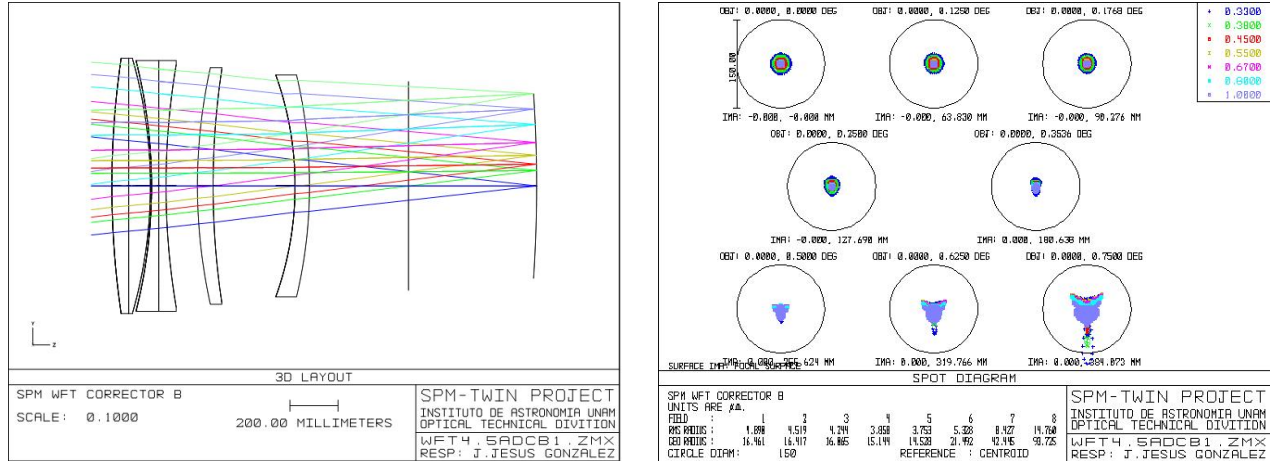 Y
Z
3D LAYOUT
SPM WFT CORRECTOR B
SCALE: 0.1000
200.00 MILLIMETERS
SPM-TWIN PROJECT
INSTITUTO DE ASTRONOMIA UNAM
OPTICAL TECHNICAL DIVITION
WFT4.5ADCB1.ZMX
RESP: J.JESUS GONZALEZ
OBJ: 0.0000, 0.0000 DEG
OBJ: 0.0000, 0.1250 DEG
OBJ: 0.0000, 0.1768 DEG
0.3300
0.3800
0.4500
0.5500
0.6700
0.8000
1.0000
150.00
IMA: -0.000, -0.000 MM
IMA: -0.000, 63.830 MM
IMA: -0.000, 90.276 MM
OBJ: 0.0000, 0.2500 DEG
OBJ: 0.0000, 0.3536 DEG
IMA: -0.000, 127.690 MM
IMA: 0.000, 180.638 MM
OBJ: 0.0000, 0.5000 DEG
OBJ: 0.0000, 0.6250 DEG
OBJ: 0.0000, 0.7500 DEG
IMA: 0.000, 319.766 MM
SURFACE IMA: FOCAL SURFACE
SPOT DIAGRAM
SPM WFT CORRECTOR B
UNITS ARE µm.
FIELD : 1 2 3 4 5 6 7 8
RMS RADIUS : 4.898 4.519 4.244 3.858 3.753 5.328 8.427 14.760
GEO RADIUS : 16.461 16.417 16.865 15.144 14.528 21.492 42.445 93.725
CIRCLE DIAM: 150
REFERENCE : CENTROID
SPM-TWIN PROJECT
INSTITUTO DE ASTRONOMIA UNAM
OPTICAL TECHNICAL DIVITION
WFT4.5ADCB1.ZMX
RESP: J.JESUS GONZALEZ